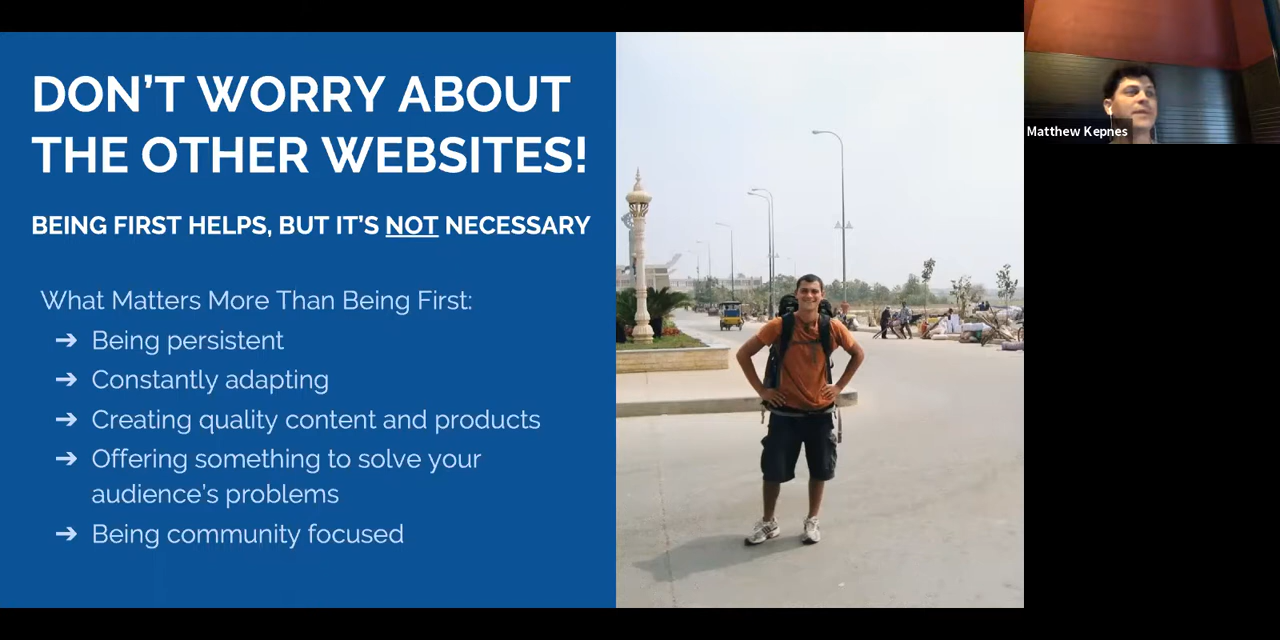 DON'T WORRY ABOUT
THE OTHER WEBSITES!
BEING FIRST HELPS, BUT IT'S NOT NECESSARY
What Matters More Than Being First:
➔ Being persistent
➔ Constantly adapting
➔ Creating quality content and products
➔ Offering something to solve your
audience's problems
➔ Being community focused
Matthew Kepnes